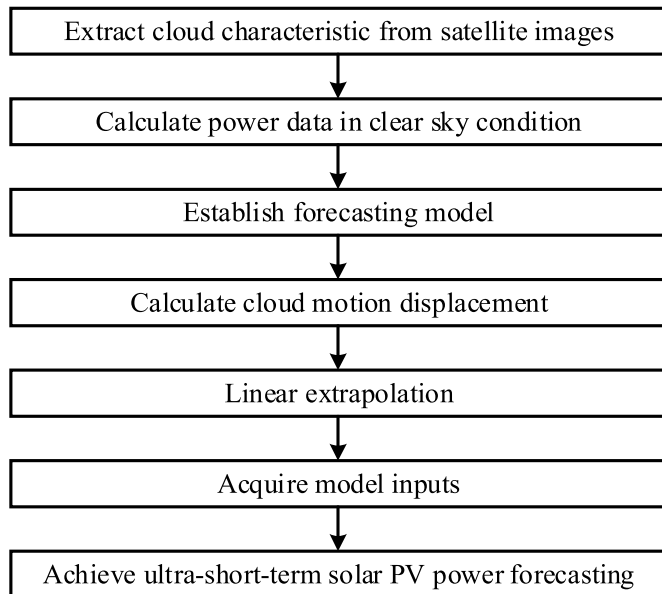 Extract cloud characteristic from satellite images
Calculate power data in clear sky condition
Establish forecasting model
Calculate cloud motion displacement
Linear extrapolation
Acquire model inputs
Achieve ultra-short-term solar PV power forecasting